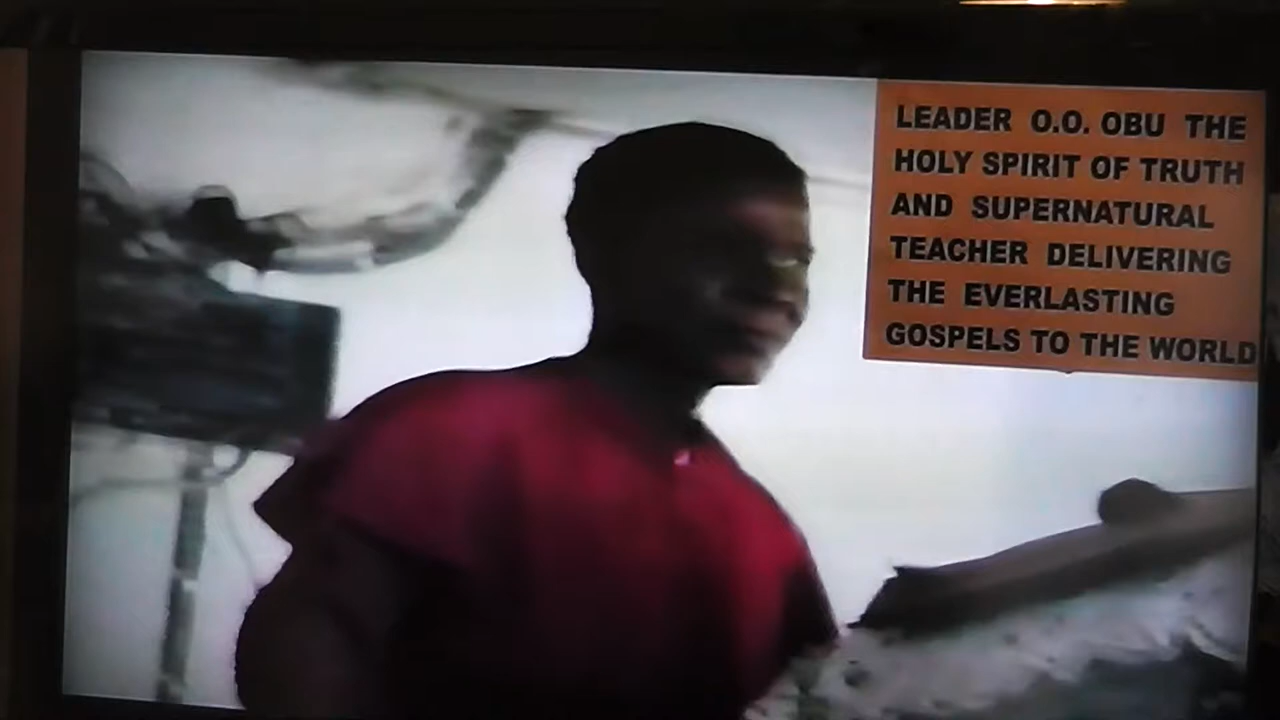 LEADER O.O. OBU THE
HOLY SPIRIT OF TRUTH
AND SUPERNATURAL
TEACHER DELIVERING
THE EVERLASTING
GOSPELS TO THE WORLD